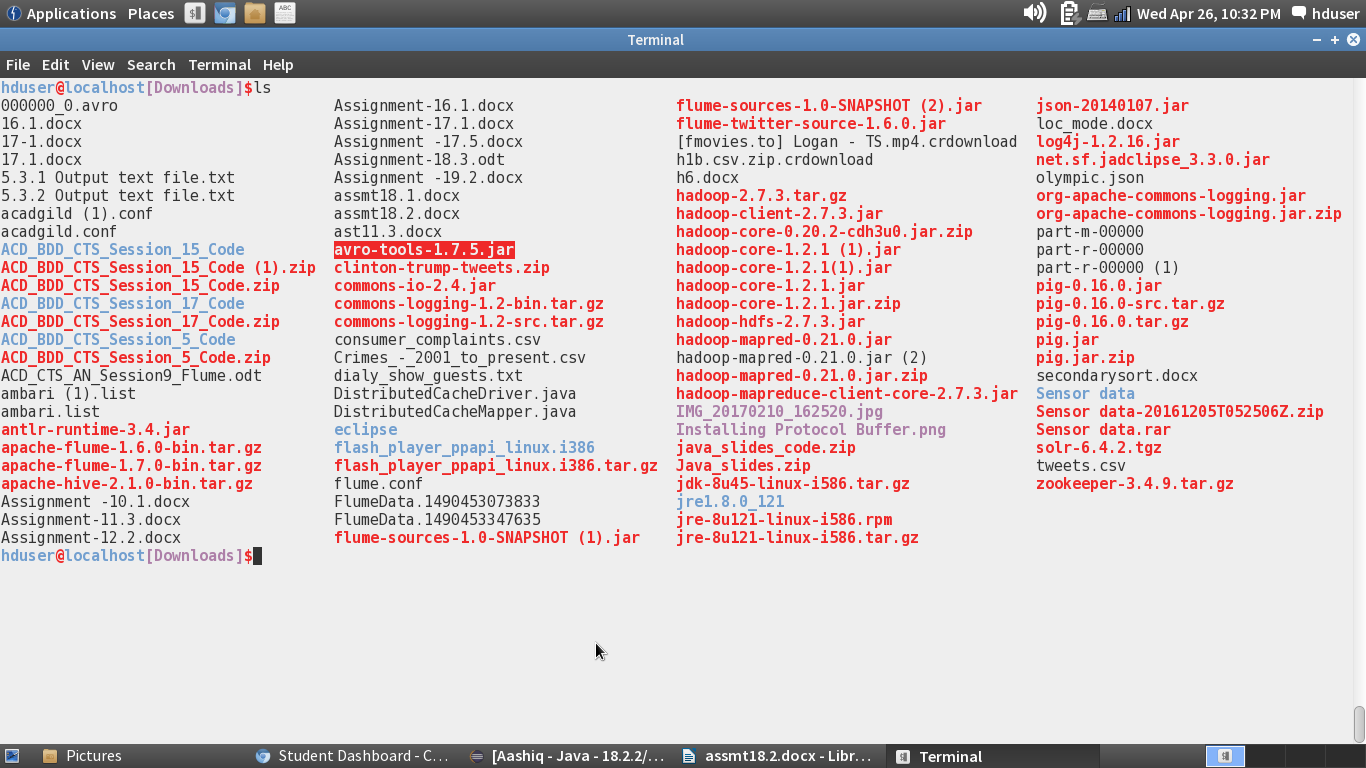 Applications Places Wed Apr 26, 10:32 PM hduser
Terminal
File Edit View Search Terminal Help
hduser@localhost[Downloads]$ls
000000_0.avro Assignment-16.1.docx flume-sources-1.0-SNAPSHOT (2).jar json-20140107.jar
16.1.docx Assignment-17.1.docx flume-twitter-source-1.6.0.jar loc_mode.docx
17-1.docx Assignment -17.5.docx [fmovies.to] Logan - TS.mp4.crdownload log4j-1.2.16.jar
17.1.docx Assignment-18.3.odt h1b.csv.zip.crdownload net.sf.jadclipse_3.3.0.jar
5.3.1 Output text file.txt Assignment -19.2.docx h6.docx olympic.json
5.3.2 Output text file.txt assmt18.1.docx hadoop-2.7.3.tar.gz org-apache-commons-logging.jar
acadgild (1).conf assmt18.2.docx hadoop-client-2.7.3.jar org-apache-commons-logging.jar.zip
acadgild.conf ast11.3.docx hadoop-core-0.20.2-cdh3u0.jar.zip part-m-00000
ACD_BDD_CTS_Session_15_Code avro-tools-1.7.5.jar hadoop-core-1.2.1 (1).jar part-r-00000
ACD_BDD_CTS_Session_15_Code (1).zip clinton-trump-tweets.zip hadoop-core-1.2.1(1).jar part-r-00000 (1)
ACD_BDD_CTS_Session_15_Code.zip commons-io-2.4.jar hadoop-core-1.2.1.jar pig-0.16.0.jar
ACD_BDD_CTS_Session_17_Code commons-logging-1.2-bin.tar.gz hadoop-core-1.2.1.jar.zip pig-0.16.0-src.tar.gz
ACD_BDD_CTS_Session_17_Code.zip commons-logging-1.2-src.tar.gz hadoop-hdfs-2.7.3.jar pig-0.16.0.tar.gz
ACD_BDD_CTS_Session_5_Code consumer_complaints.csv hadoop-mapred-0.21.0.jar pig.jar
ACD_BDD_CTS_Session_5_Code.zip Crimes_-_2001_to_present.csv hadoop-mapred-0.21.0.jar (2) pig.jar.zip
ACD_CTS_AN_Session9_Flume.odt dialy_show_guests.txt hadoop-mapred-0.21.0.jar.zip secondarysort.docx
ambari (1).list DistributedCacheDriver.java hadoop-mapreduce-client-core-2.7.3.jar Sensor data
ambari.list DistributedCacheMapper.java IMG_20170210_162520.jpg Sensor data-20161205T052506Z.zip
antlr-runtime-3.4.jar eclipse Installing Protocol Buffer.png Sensor data.rar
apache-flume-1.6.0-bin.tar.gz flash_player_ppapi_linux.i386 java_slides_code.zip solr-6.4.2.tgz
apache-flume-1.7.0-bin.tar.gz flash_player_ppapi_linux.i386.tar.gz Java_slides.zip tweets.csv
apache-hive-2.1.0-bin.tar.gz flume.conf jdk-8u45-linux-i586.tar.gz zookeeper-3.4.9.tar.gz
Assignment -10.1.docx FlumeData.1490453073833 jre1.8.0_121
Assignment-11.3.docx FlumeData.1490453347635 jre-8u121-linux-i586.rpm
Assignment-12.2.docx flume-sources-1.0-SNAPSHOT (1).jar jre-8u121-linux-i586.tar.gz
hduser@localhost[Downloads]$
Pictures Student Dashboard - C... [Aashiq - Java - 18.2.2/... assmt18.2.docx - Libr... Terminal